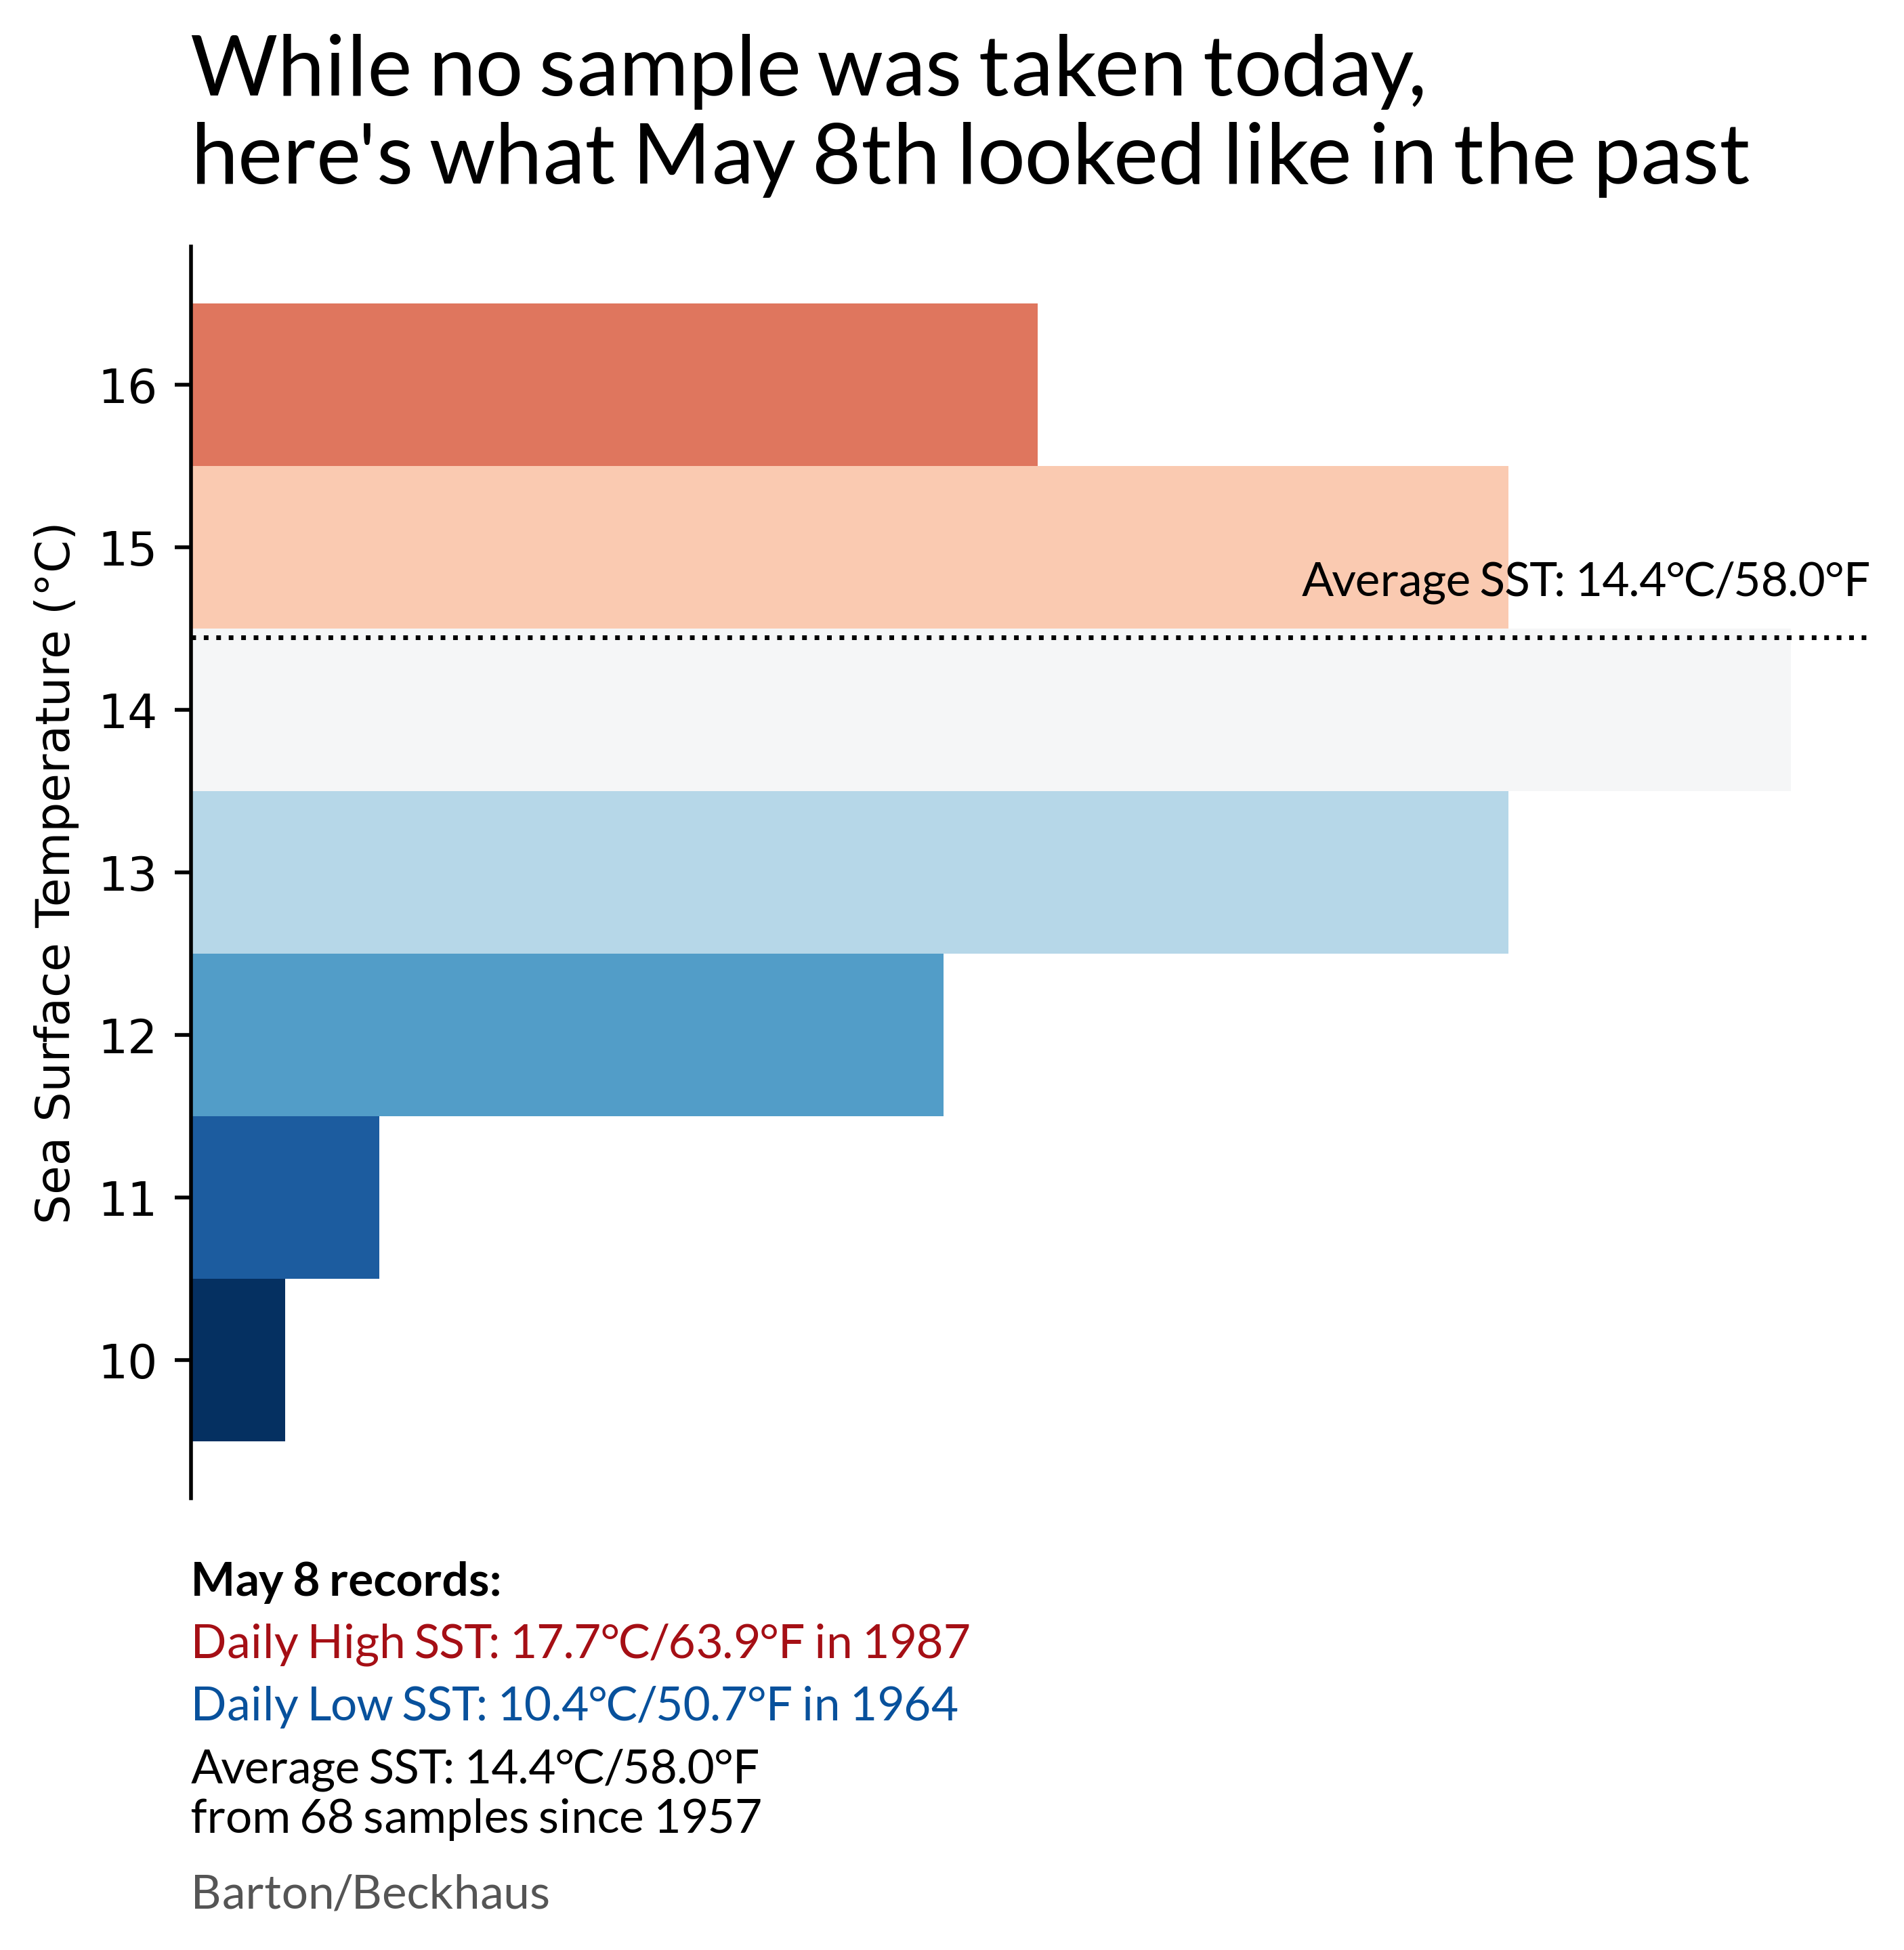 While no sample was taken today,
here's what May 8th looked like in the past
Sea Surface Temperature (°C)
16
15
Average SST: 14.4°C/58.0°F
14
13
12
11
10
May 8 records:
Daily High SST: 17.7°C/63.9°F in 1987
Daily Low SST: 10.4°C/50.7°F in 1964
Average SST: 14.4°C/58.0°F
from 68 samples since 1957
Barton/Beckhaus